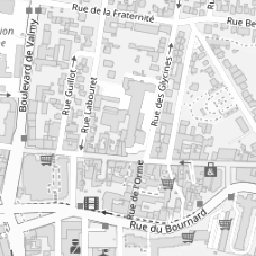 Rue de la Fraternité
Rue Be
Boulevard de Valmy
Rue Guillot
Rue Labouret
Rue des Glycines
Rue de l'Orme
Rue du Bournard